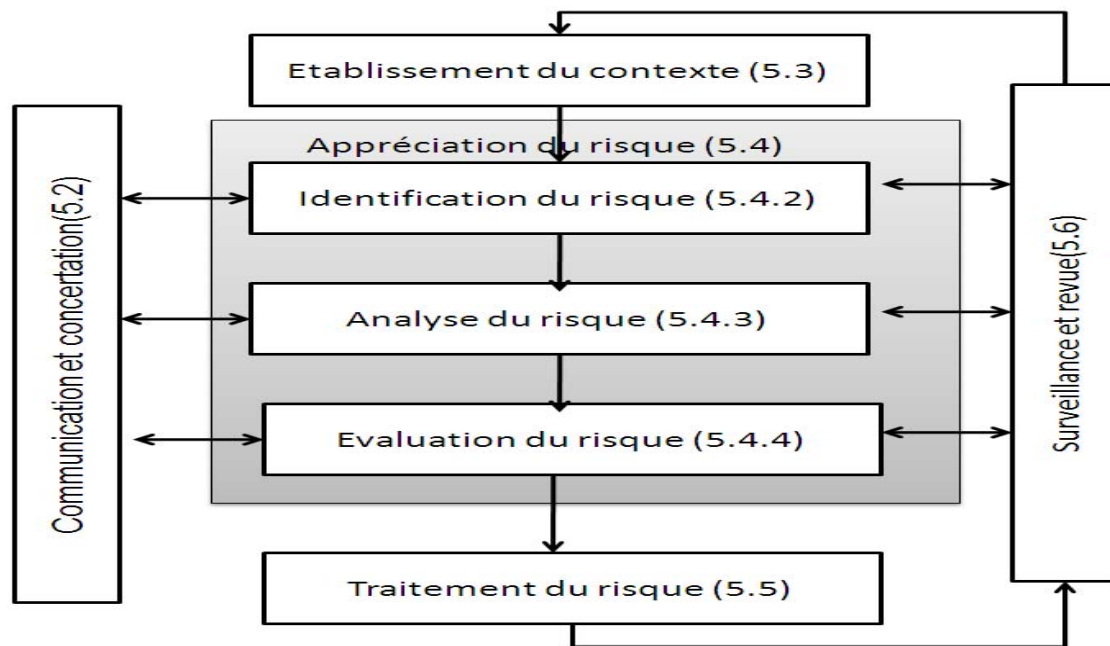 Etablissement du contexte (5.3)
Appréciation du risque (5.4)
Identification du risque (5.4.2)
Analyse du risque (5.4.3)
Evaluation du risque (5.4.4)
Traitement du risque (5.5)
Communication et concertation(5.2)
Surveillance et revue(5.6)